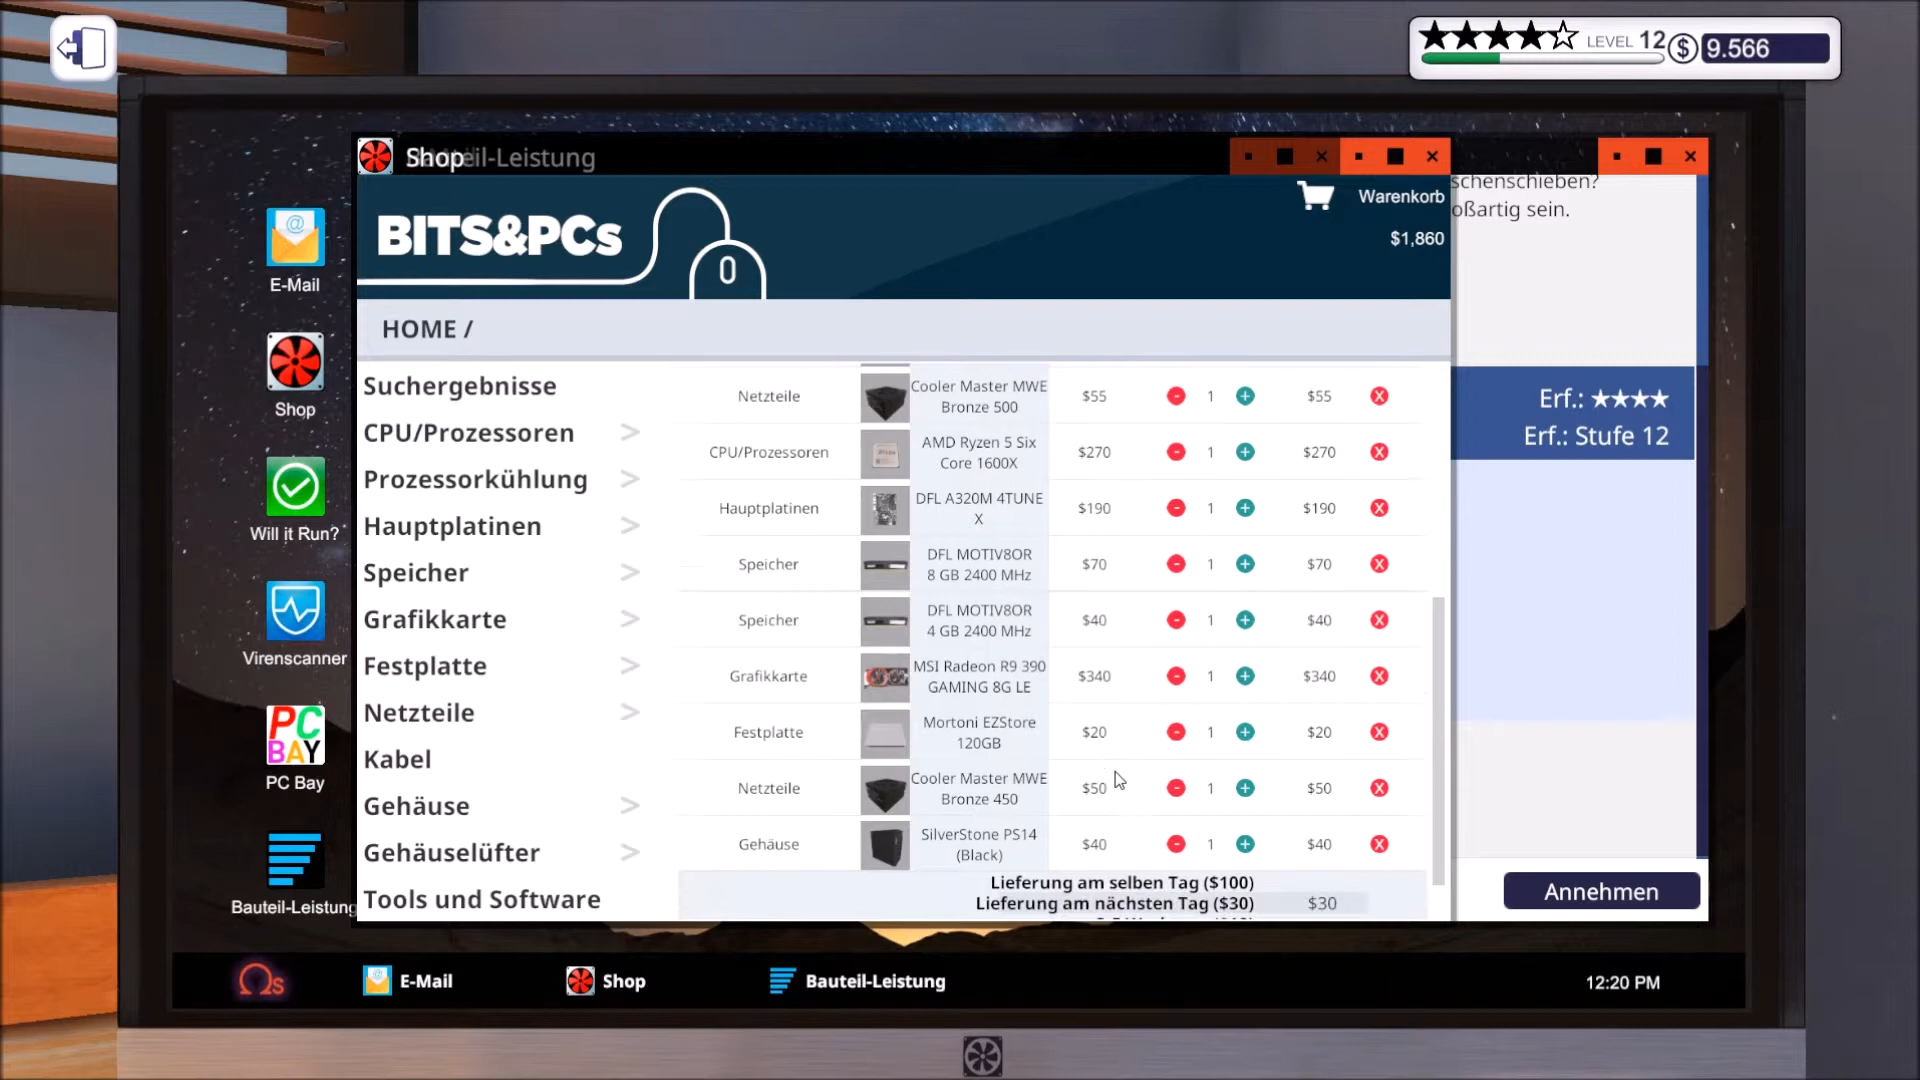 LEVEL 12
$ 9.566
Shop
Bauteil-Leistung
schenschieben?
oßartig sein.
BITS&PCs
Warenkorb
$1,860
HOME /
E-Mail
Shop
Will it Run?
Virenscanner
PC BAY
PC Bay
Bauteil-Leistung
Suchergebnisse
CPU/Prozessoren >
Prozessorkühlung >
Hauptplatinen >
Speicher >
Grafikkarte >
Festplatte >
Netzteile >
Kabel
Gehäuse >
Gehäuselüfter >
Tools und Software
Netzteile Cooler Master MWE Bronze 500 $55 - 1 + $55 X
CPU/Prozessoren AMD Ryzen 5 Six Core 1600X $270 - 1 + $270 X
Hauptplatinen DFL A320M 4TUNE X $190 - 1 + $190 X
Speicher DFL MOTIV8OR 8 GB 2400 MHz $70 - 1 + $70 X
Speicher DFL MOTIV8OR 4 GB 2400 MHz $40 - 1 + $40 X
Grafikkarte MSI Radeon R9 390 GAMING 8G LE $340 - 1 + $340 X
Festplatte Mortoni EZStore 120GB $20 - 1 + $20 X
Netzteile Cooler Master MWE Bronze 450 $50 - 1 + $50 X
Gehäuse SilverStone PS14 (Black) $40 - 1 + $40 X
Lieferung am selben Tag ($100)
Lieferung am nächsten Tag ($30) $30
Erf.: ★★★★
Erf.: Stufe 12
Annehmen
Ωs
E-Mail
Shop
Bauteil-Leistung
12:20 PM